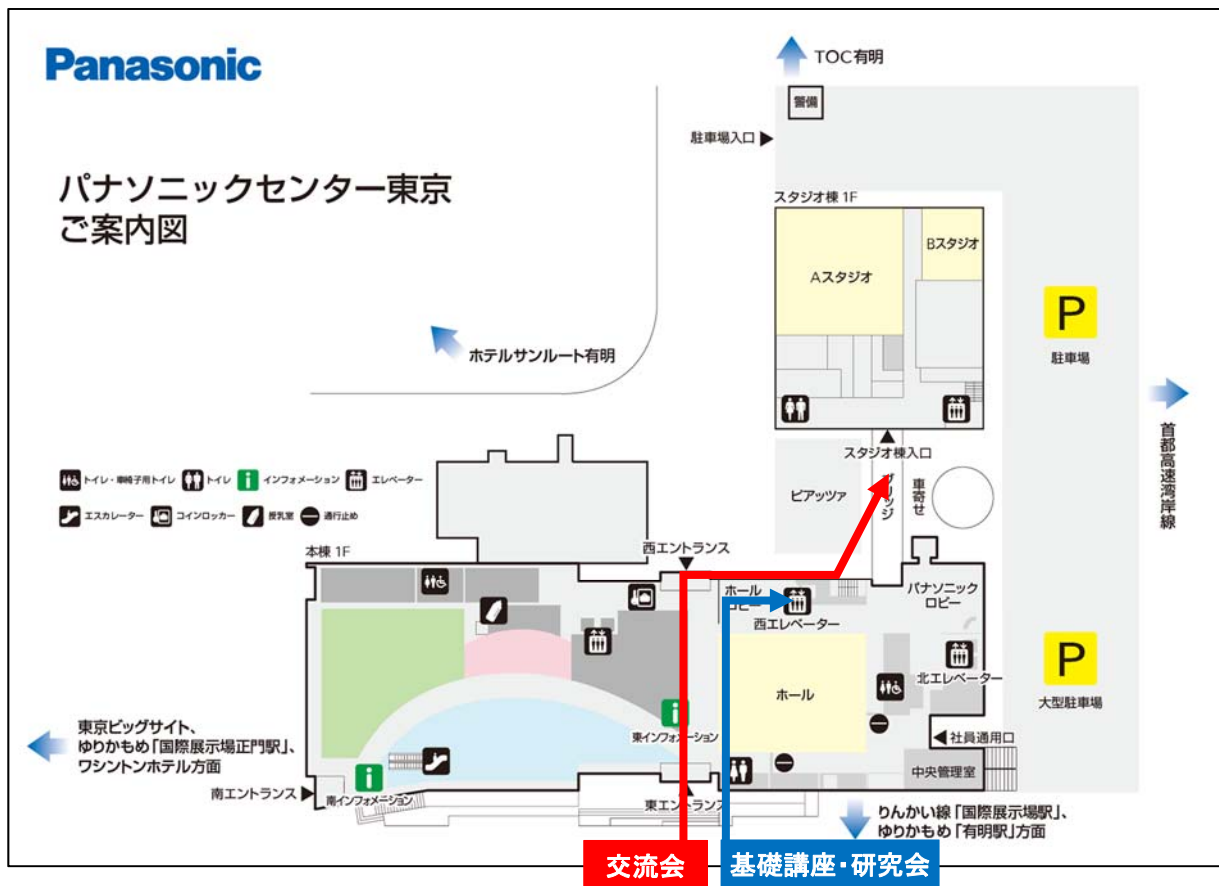 Panasonic
パナソニックセンター東京
ご案内図
TOC有明
警備
駐車場入口
スタジオ棟 1F
Aスタジオ
Bスタジオ
P
駐車場
ホテルサンルート有明
首都高速湾岸線
スタジオ棟入口
ピアッツァ
ブリッジ
車寄せ
トイレ・車椅子用トイレ
トイレ
i
インフォメーション
エレベーター
エスカレーター
コインロッカー
授乳室
通行止め
本棟 1F
西エントランス
ホール
ロビー
西エレベーター
パナソニック
ロビー
ホール
北エレベーター
P
大型駐車場
i
東インフォメーション
社員通用口
中央管理室
東京ビッグサイト、
ゆりかもめ「国際展示場正門駅」、
ワシントンホテル方面
南エントランス
i
南インフォメーション
東エントランス
りんかい線「国際展示場駅」、
ゆりかもめ「有明駅」方面
交流会
基礎講座・研究会